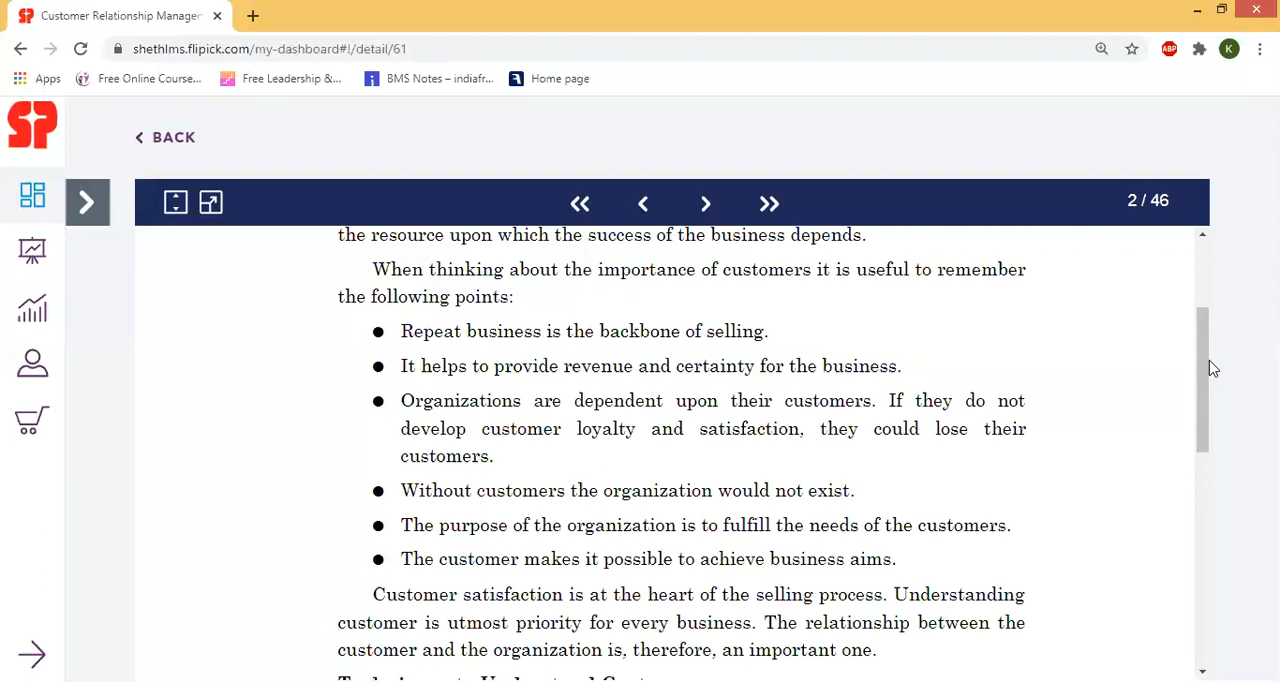 Customer Relationship Manager
shethlms.flipick.com/my-dashboard#!/detail/61
ABP
K
Apps
Free Online Course...
Free Leadership &...
BMS Notes – indiafr...
Home page
SP
BACK
2 / 46
the resource upon which the success of the business depends.
When thinking about the importance of customers it is useful to remember
the following points:
● Repeat business is the backbone of selling.
● It helps to provide revenue and certainty for the business.
● Organizations are dependent upon their customers. If they do not
develop customer loyalty and satisfaction, they could lose their
customers.
● Without customers the organization would not exist.
● The purpose of the organization is to fulfill the needs of the customers.
● The customer makes it possible to achieve business aims.
Customer satisfaction is at the heart of the selling process. Understanding
customer is utmost priority for every business. The relationship between the
customer and the organization is, therefore, an important one.